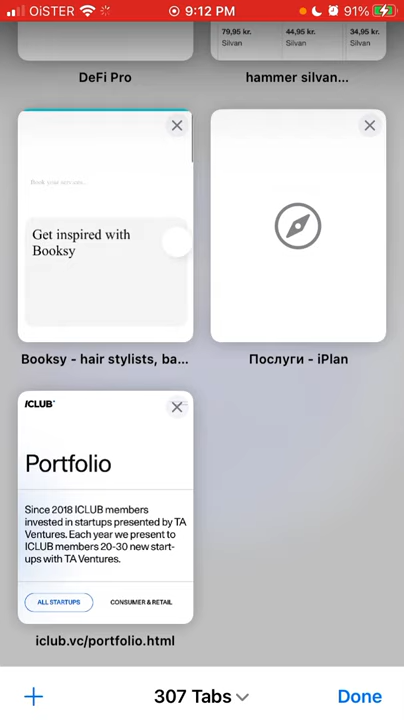 OiSTER 9:12 PM 91%
79,95 kr. 44,95 kr. 34,95 kr.
Silvan Silvan Silvan
DeFi Pro hammer silvan...
Book your services...
Get inspired with
Booksy
Booksy - hair stylists, ba... Послуги - iPlan
ICLUB
Portfolio
Since 2018 ICLUB members
invested in startups presented by TA
Ventures. Each year we present to
ICLUB members 20-30 new start-
ups with TA Ventures.
ALL STARTUPS CONSUMER & RETAIL
iclub.vc/portfolio.html
307 Tabs Done